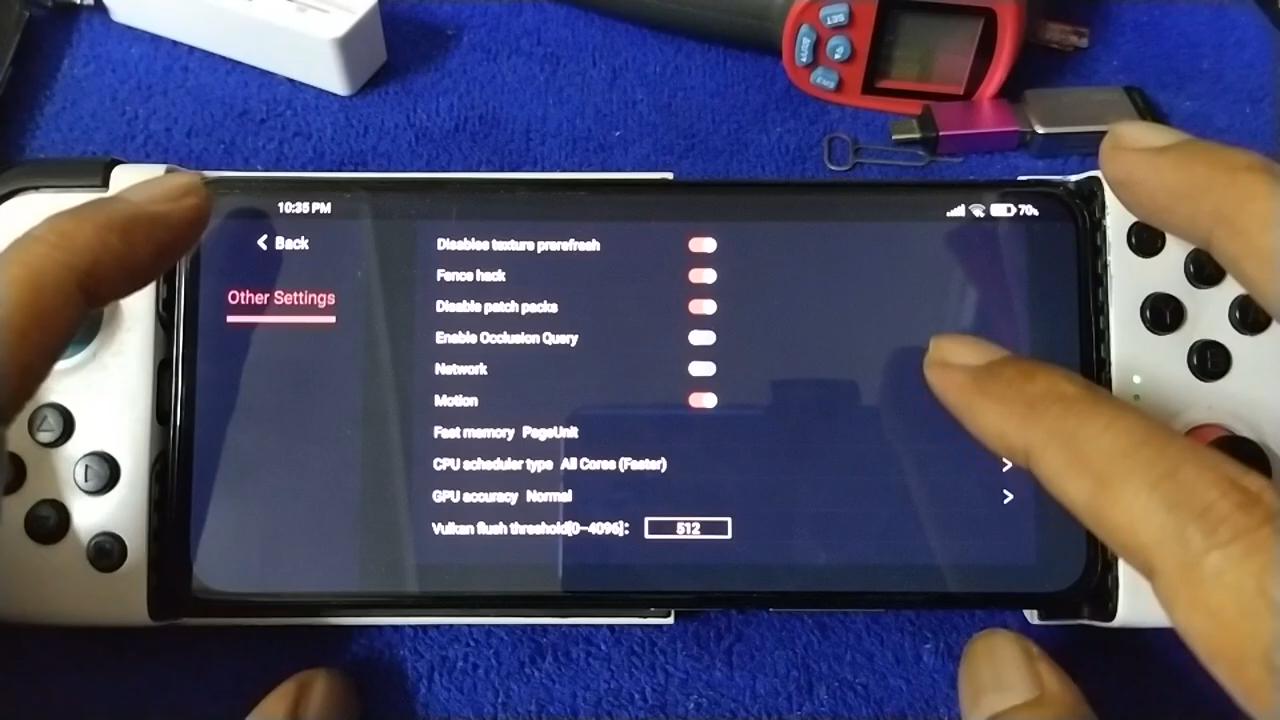 SET
10:35 PM
70%
Back
Other Settings
Disables texture prerefresh
Fence hack
Disable patch packs
Enable Occlusion Query
Network
Motion
Fast memory PageUnit
CPU scheduler type All Cores (Faster)
GPU accuracy Normal
Vulkan flush threshold[0-4096]: 512
Y